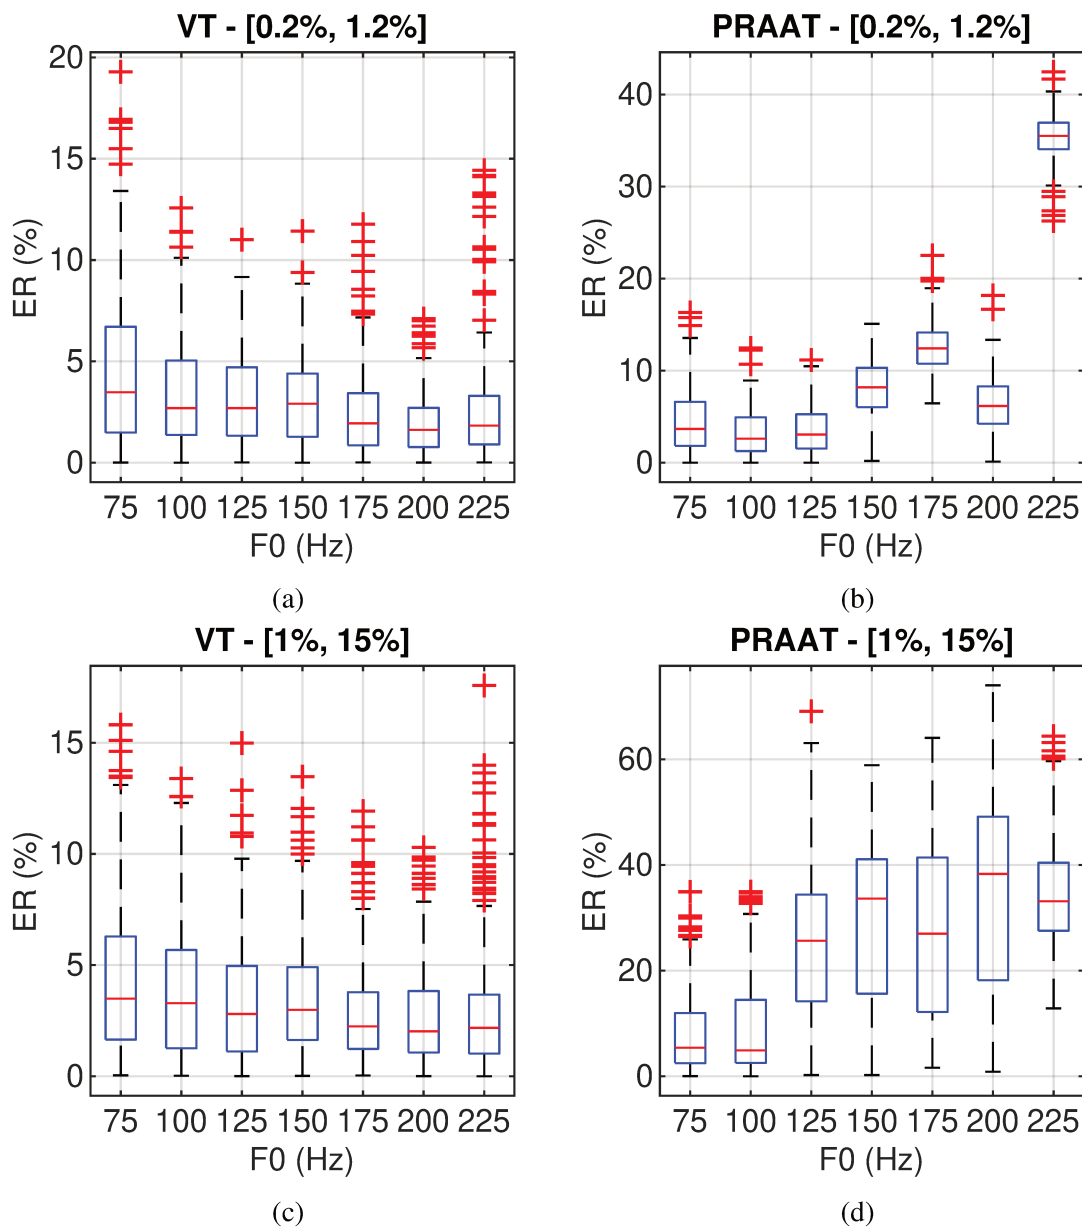 VT - [0.2%, 1.2%]
20
15
10
5
0
ER (%)
75 100 125 150 175 200 225
F0 (Hz)
(a)
PRAAT - [0.2%, 1.2%]
40
30
20
10
0
ER (%)
75 100 125 150 175 200 225
F0 (Hz)
(b)
VT - [1%, 15%]
15
10
5
0
ER (%)
75 100 125 150 175 200 225
F0 (Hz)
(c)
PRAAT - [1%, 15%]
60
40
20
0
ER (%)
75 100 125 150 175 200 225
F0 (Hz)
(d)